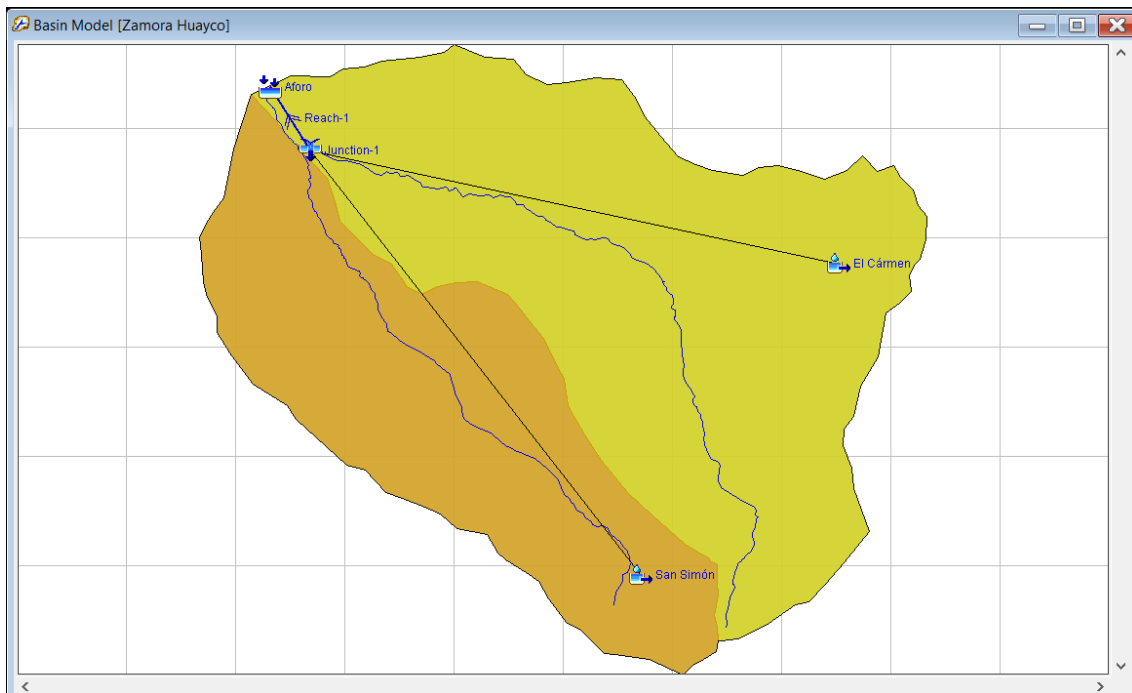 Basin Model [Zamora Huayco]
Aforo
Reach-1
Junction-1
El Cármen
San Simón